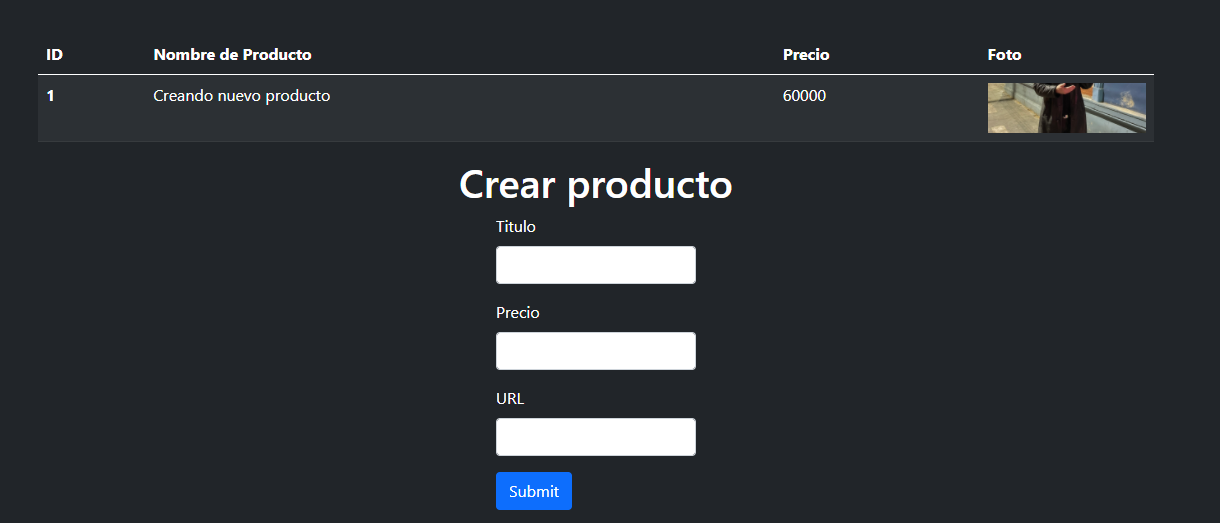 ID Nombre de Producto Precio Foto
1 Creando nuevo producto 60000
Crear producto
Titulo
Precio
URL
Submit